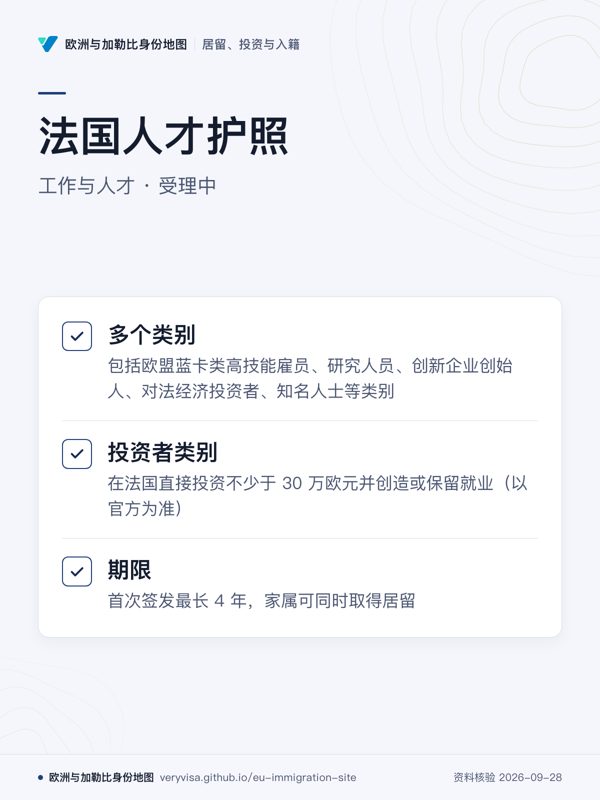 欧洲与加勒比身份地图 居留、投资与入籍
法国人才护照
工作与人才 · 受理中
多个类别
包括欧盟蓝卡类高技能雇员、研究人员、创新企业创始
人、对法经济投资者、知名人士等类别
投资者类别
在法国直接投资不少于 30 万欧元并创造或保留就业（以
官方为准）
期限
首次签发最长 4 年，家属可同时取得居留
欧洲与加勒比身份地图 veryvisa.github.io/eu-immigration-site 资料核验 2026-09-28